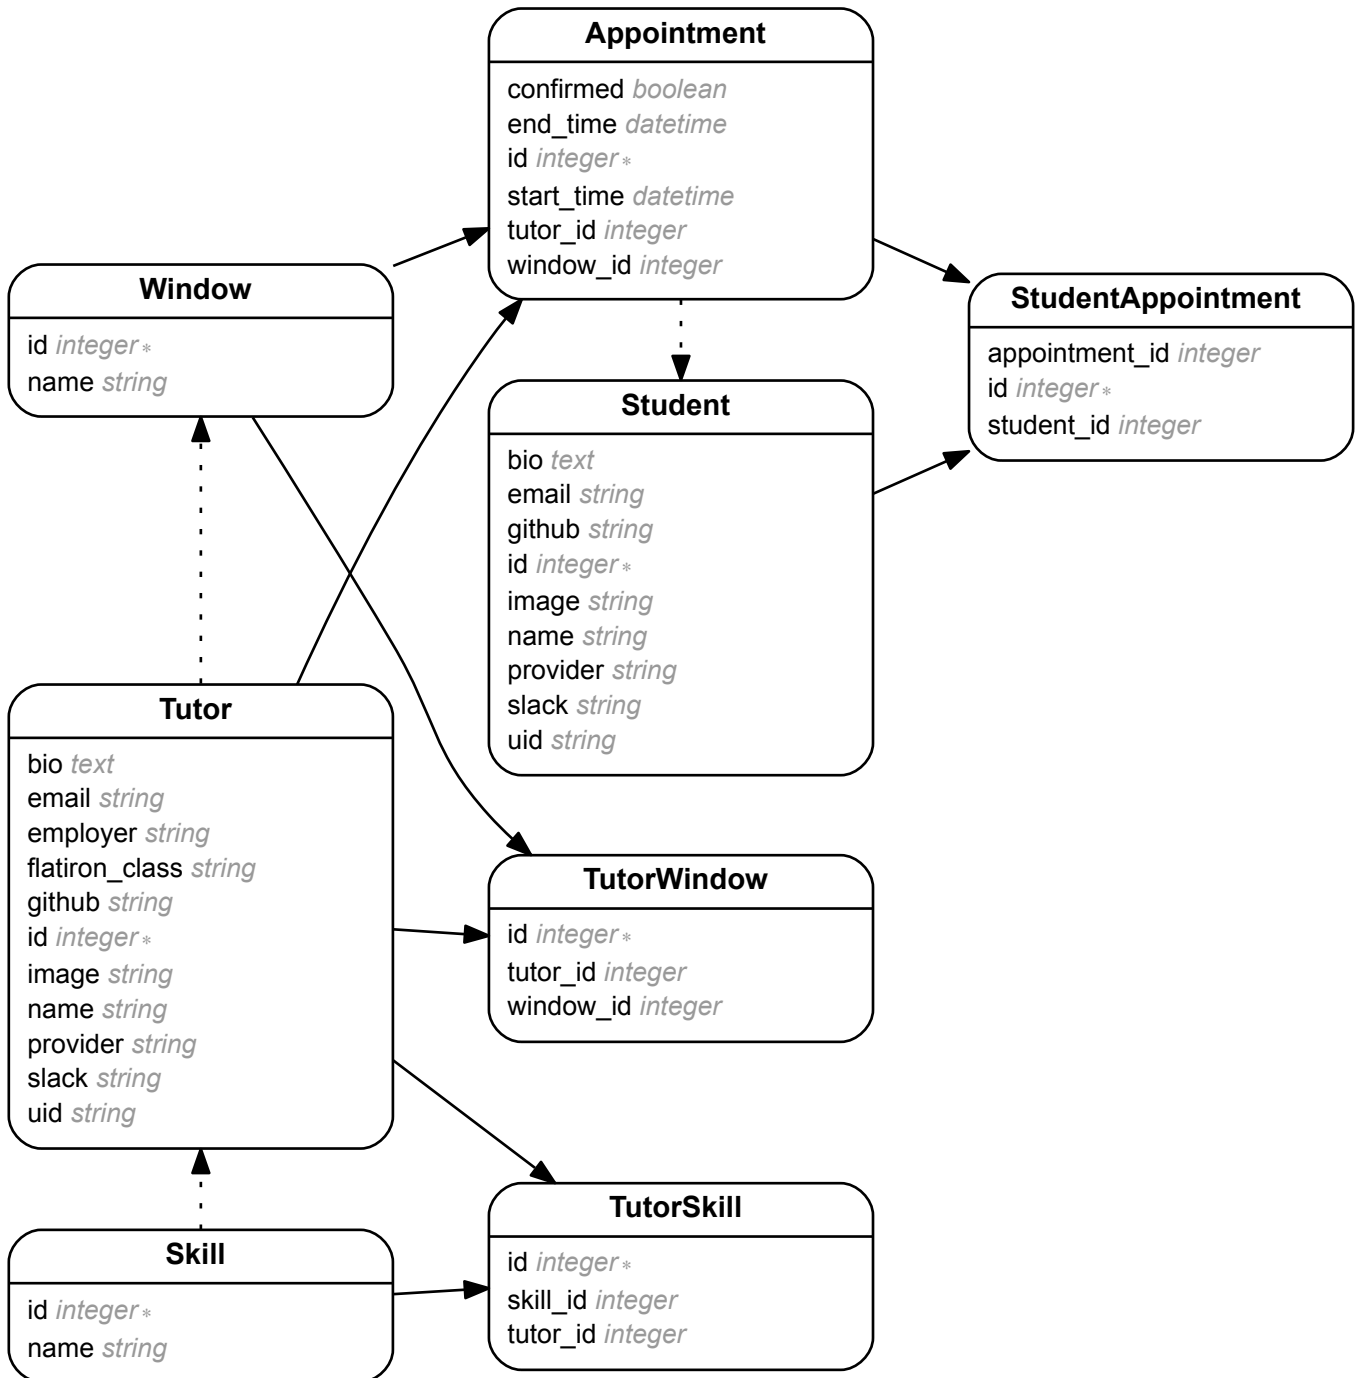 Appointment
confirmed boolean
end_time datetime
id integer *
start_time datetime
tutor_id integer
window_id integer
Window
id integer *
name string
StudentAppointment
appointment_id integer
id integer *
student_id integer
Student
bio text
email string
github string
id integer *
image string
name string
provider string
slack string
uid string
Tutor
bio text
email string
employer string
flatiron_class string
github string
id integer *
image string
name string
provider string
slack string
uid string
TutorWindow
id integer *
tutor_id integer
window_id integer
TutorSkill
id integer *
skill_id integer
tutor_id integer
Skill
id integer *
name string